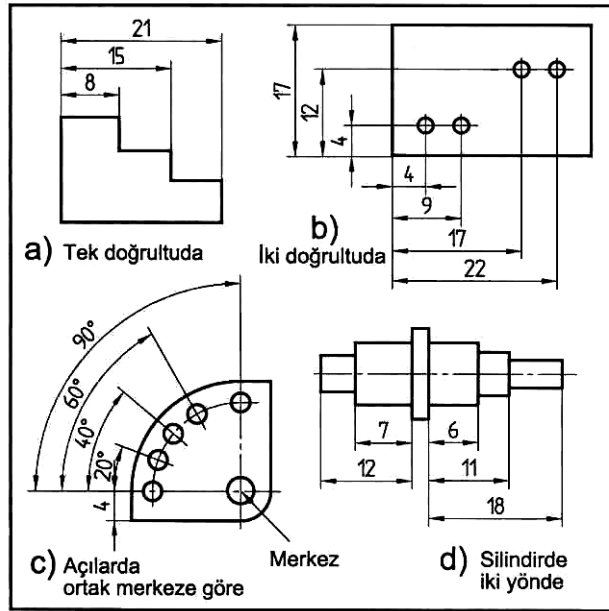 21
15
8
a) Tek doğrultuda
17
12
4
4
9
17
22
b)
İki doğrultuda
90°
60°
40°
20°
4
Merkez
c) Açılarda
ortak merkeze göre
7
6
12
11
18
d) Silindirde
iki yönde